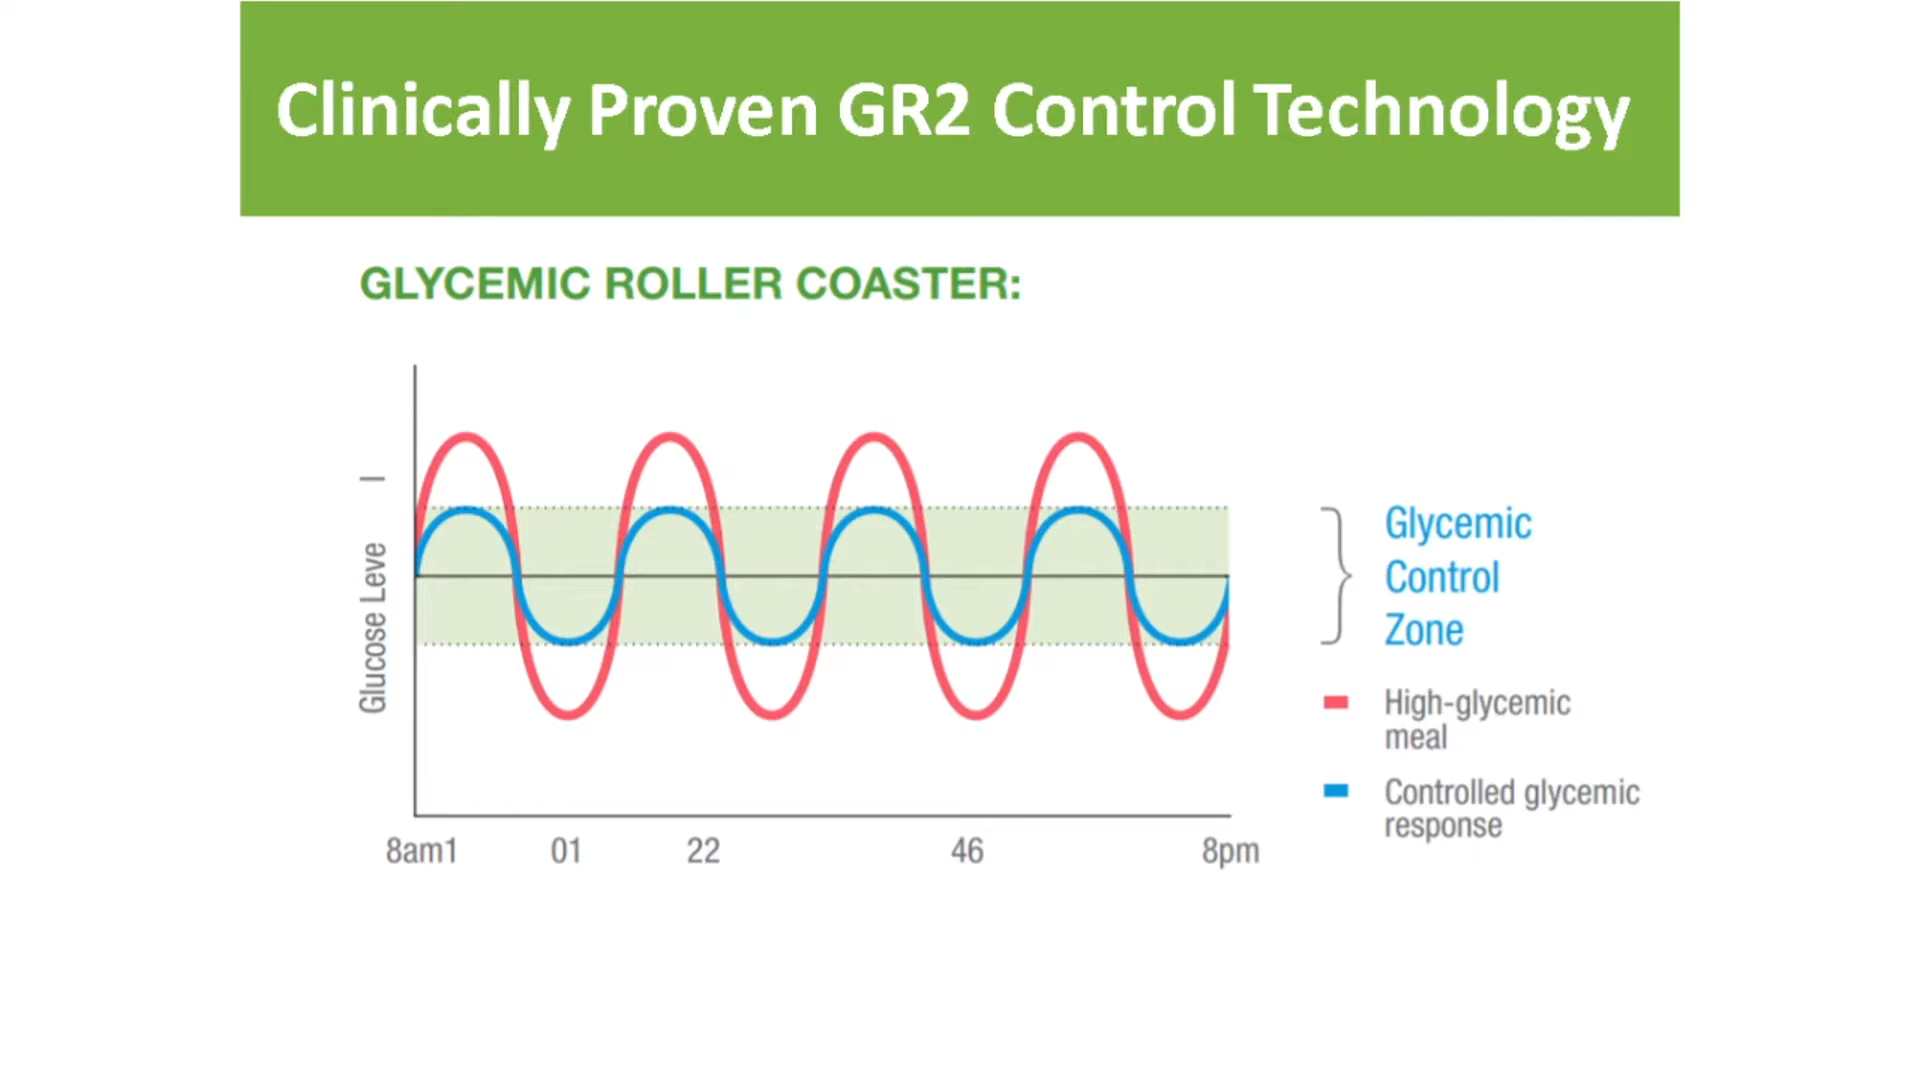 Clinically Proven GR2 Control Technology
GLYCEMIC ROLLER COASTER:
Glucose Leve l
Glycemic
Control
Zone
High-glycemic
meal
Controlled glycemic
response
8am1 01 22 46 8pm